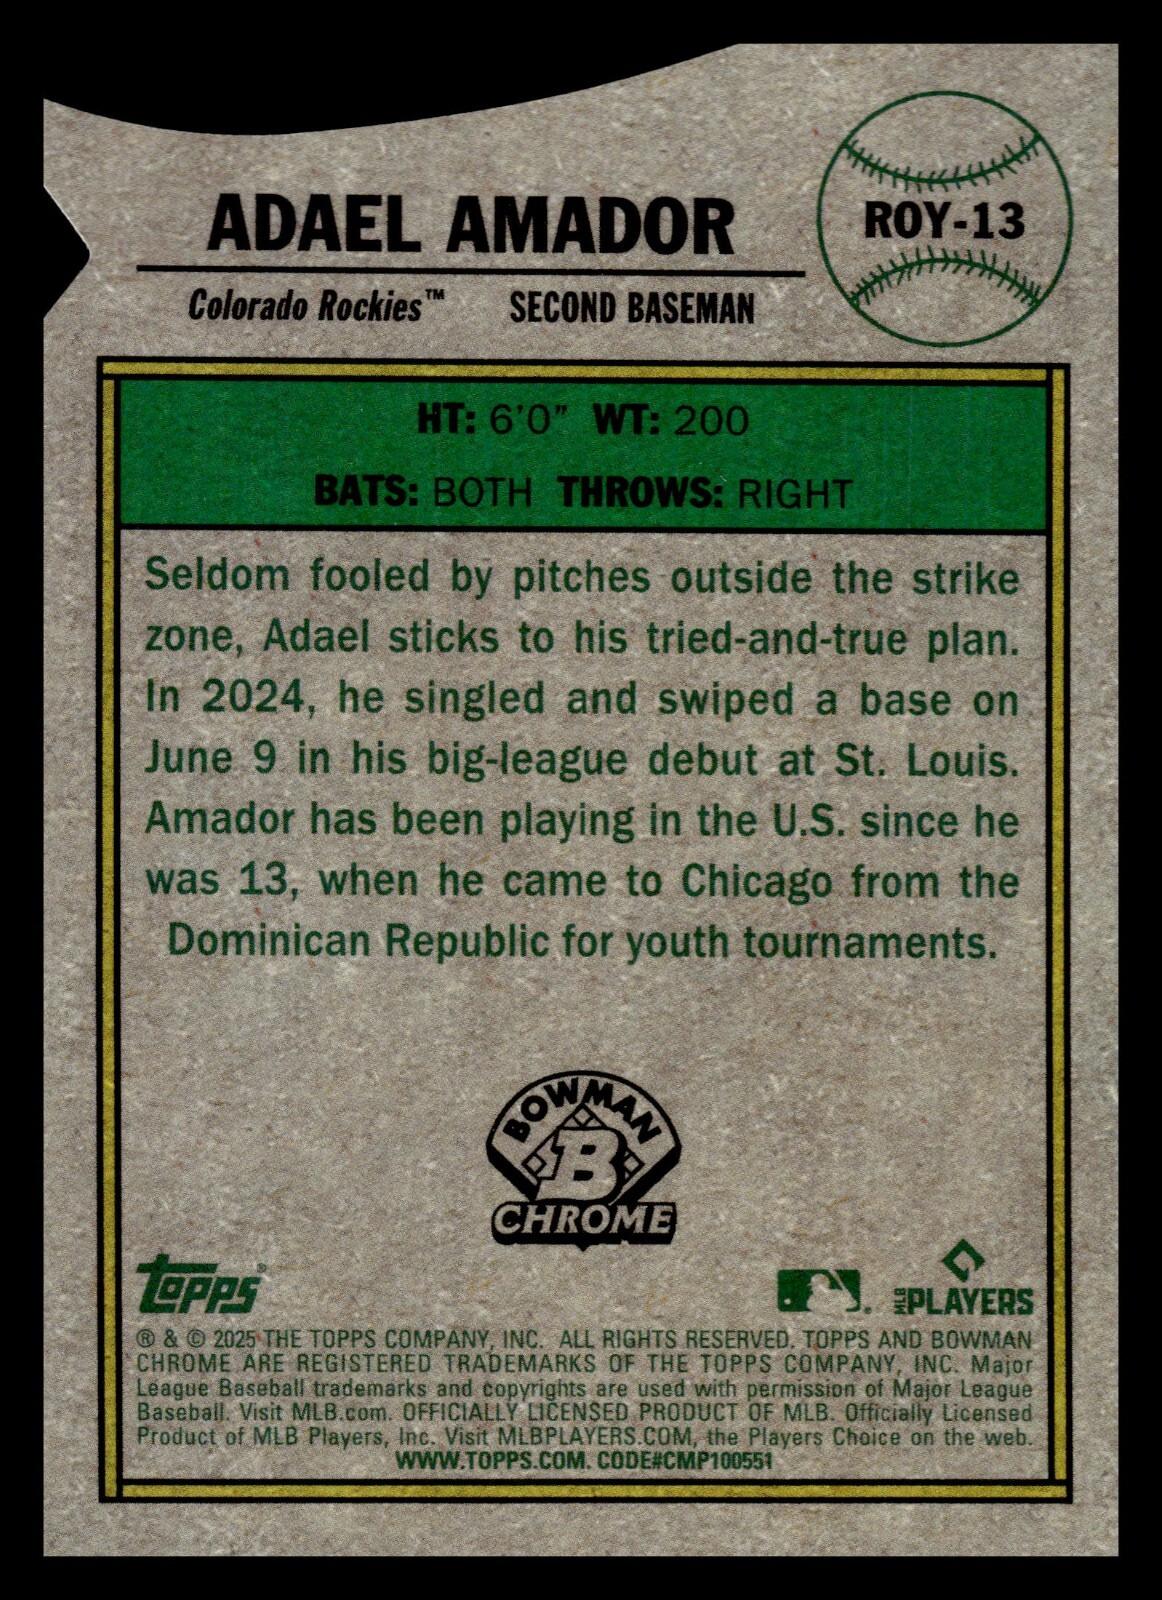 ADAEL AMADOR
ROY-13
Colorado Rockies™ SECOND BASEMAN
HT: 6'0" WT: 200
BATS: BOTH THROWS: RIGHT
Seldom fooled by pitches outside the strike
zone, Adael sticks to his tried-and-true plan.
In 2024, he singled and swiped a base on
June 9 in his big-league debut at St. Louis.
Amador has been playing in the U.S. since he
was 13, when he came to Chicago from the
Dominican Republic for youth tournaments.
BOWMAN
B
CHROME
Topps®
MLB PLAYERS
® & © 2025 THE TOPPS COMPANY, INC. ALL RIGHTS RESERVED. TOPPS AND BOWMAN
CHROME ARE REGISTERED TRADEMARKS OF THE TOPPS COMPANY, INC. Major
League Baseball trademarks and copyrights are used with permission of Major League
Baseball. Visit MLB.com. OFFICIALLY LICENSED PRODUCT OF MLB. Officially Licensed
Product of MLB Players, Inc. Visit MLBPLAYERS.COM, the Players Choice on the web.
WWW.TOPPS.COM. CODE#CMP100551